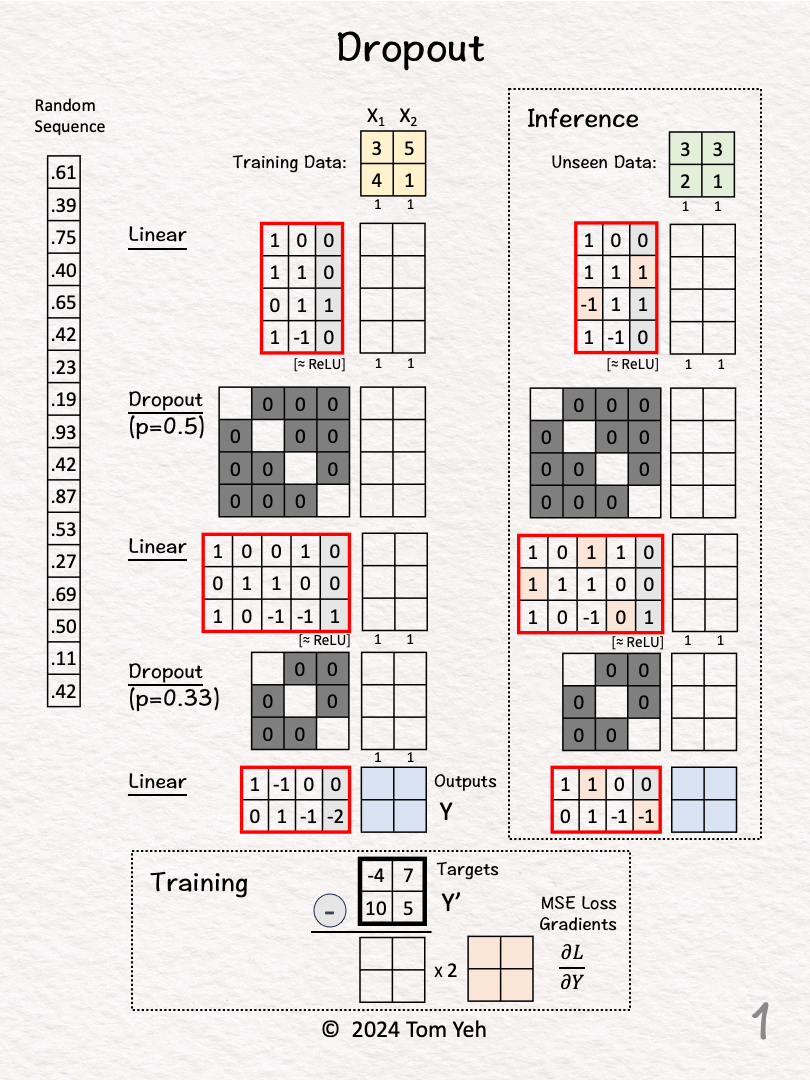 Dropout
Random
Sequence
.61
.39
.75
.40
.65
.42
.23
.19
.93
.42
.87
.53
.27
.69
.50
.11
.42
X1 X2
Training Data:
3 5
4 1
1 1
Linear
1 0 0
1 1 0
0 1 1
1 -1 0
[≈ ReLU]
1 1
Dropout
(p=0.5)
0 0 0
0 0 0
0 0 0
0 0 0
Linear
1 0 0 1 0
0 1 1 0 0
1 0 -1 -1 1
[≈ ReLU]
1 1
Dropout
(p=0.33)
0 0
0 0
0 0
1 1
Linear
1 -1 0 0
0 1 -1 -2
Outputs
Y
Inference
Unseen Data:
3 3
2 1
1 1
1 0 0
1 1 1
-1 1 1
1 -1 0
[≈ ReLU]
1 1
0 0 0
0 0 0
0 0 0
0 0 0
1 0 1 1 0
1 1 1 0 0
1 0 -1 0 1
[≈ ReLU]
1 1
0 0
0 0
0 0
1 1 0 0
0 1 -1 -1
Training
-4 7
10 5
Targets
Y’
-
x 2
MSE Loss
Gradients
∂L
∂Y
© 2024 Tom Yeh
1